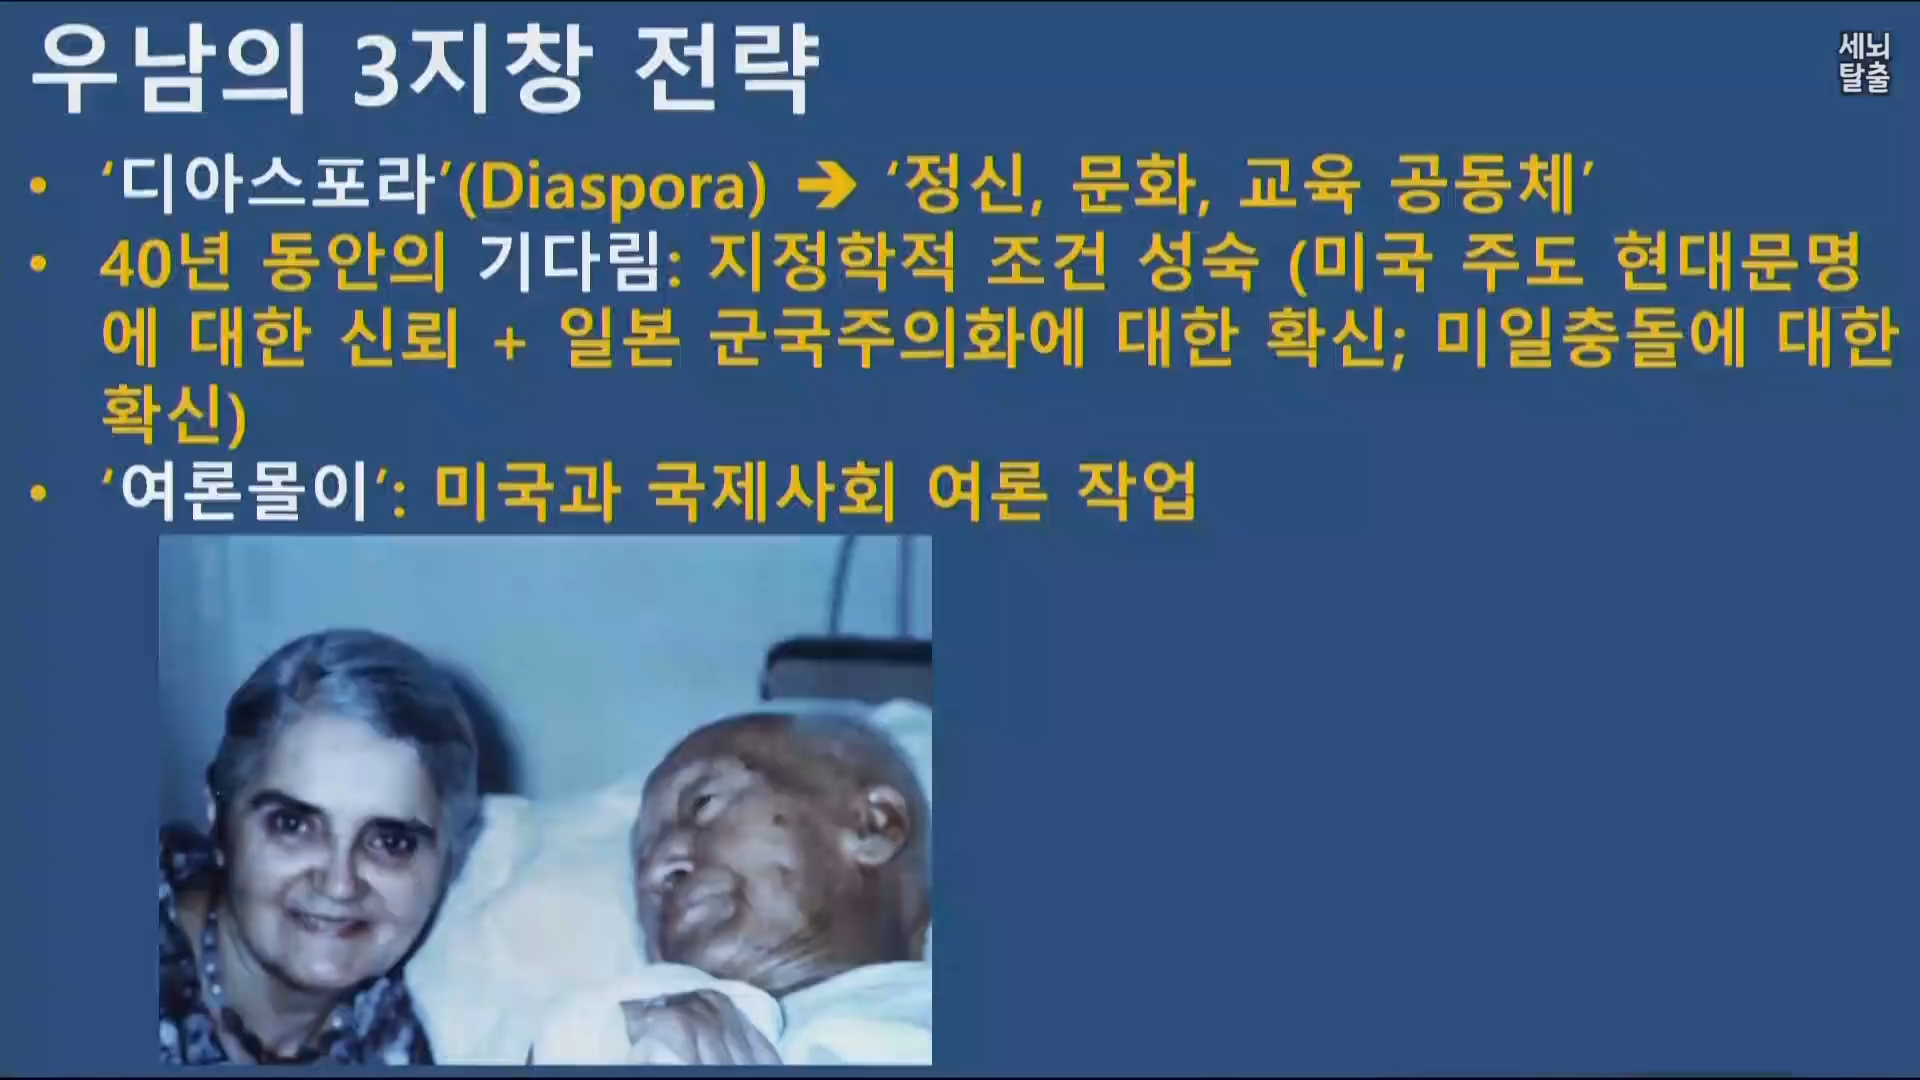 우남의 3지창 전략
세뇌
탈출
• ‘디아스포라’(Diaspora) ➔ ‘정신, 문화, 교육 공동체’
• 40년 동안의 기다림: 지정학적 조건 성숙 (미국 주도 현대문명
에 대한 신뢰 + 일본 군국주의화에 대한 확신; 미일충돌에 대한
확신)
• ‘여론몰이’: 미국과 국제사회 여론 작업